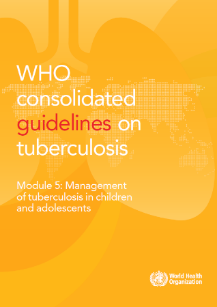 WHO
consolidated
guidelines on
tuberculosis
Module 5: Management
of tuberculosis in children
and adolescents
World Health
Organization